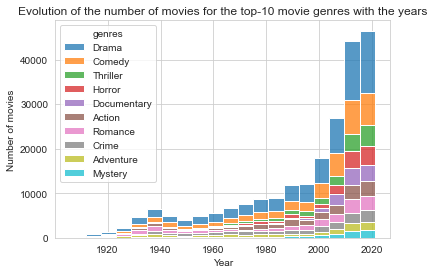 Evolution of the number of movies for the top-10 movie genres with the years
genres
Drama
Comedy
Thriller
Horror
Documentary
Action
Romance
Crime
Adventure
Mystery
Number of movies
40000
30000
20000
10000
0
1920 1940 1960 1980 2000 2020
Year